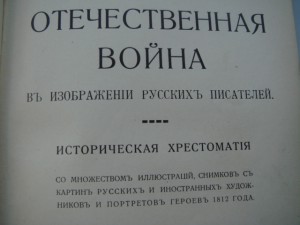 ОТЕЧЕСТВЕННАЯ
ВОЙНА
ВЪ ИЗОБРАЖЕНІИ РУССКИХЪ ПИСАТЕЛЕЙ.
ИСТОРИЧЕСКАЯ ХРЕСТОМАТІЯ
СО МНОЖЕСТВОМЪ ИЛЛЮСТРАЦІЙ, СНИМКОВЪ СЪ
КАРТИНЪ РУССКИХЪ И ИНОСТРАННЫХЪ ХУДОЖ-
НИКОВЪ И ПОРТРЕТОВЪ ГЕРОЕВЪ 1812 ГОДА.